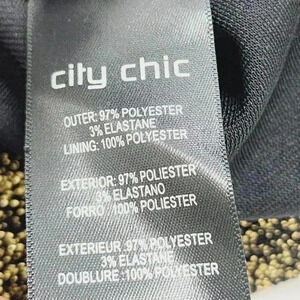 city chic
OUTER: 97% POLYESTER
3% ELASTANE
LINING: 100% POLYESTER
EXTERIOR: 97% POLIESTER
3% ELASTANO
FORRO : 100% POLYESTER
EXTERIEUR : 97% POLYESTER
3% ELASTANE
DOUBLURE : 100% POLYESTER